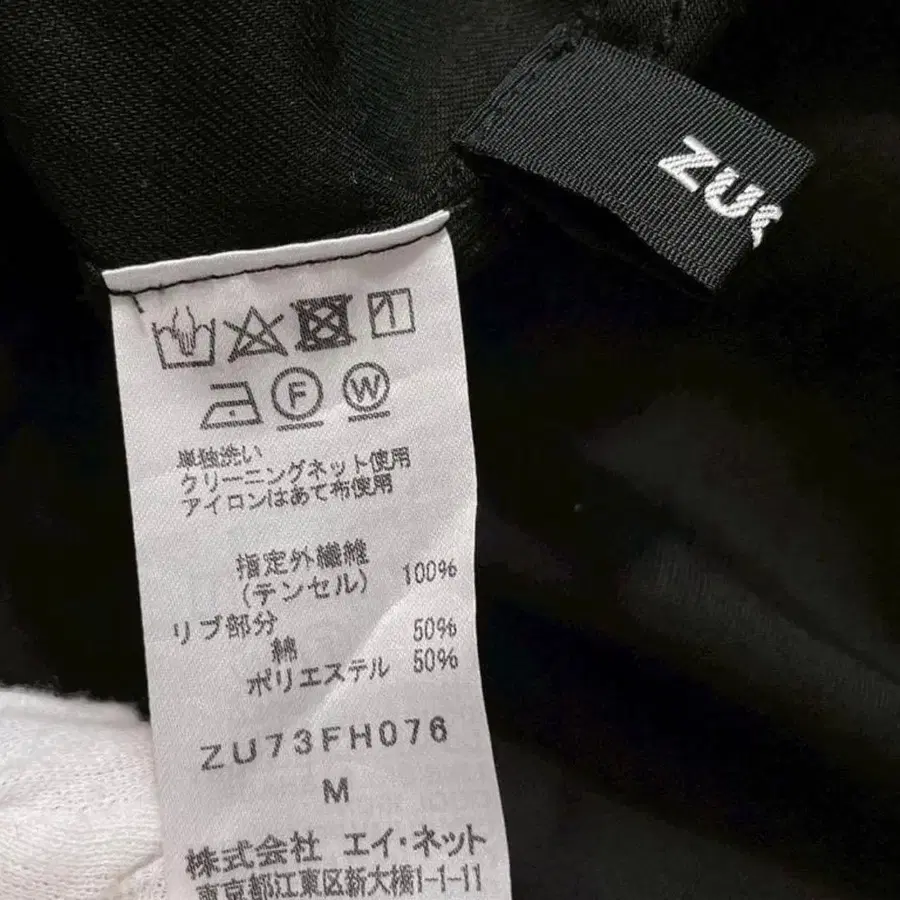 ZUC
F W
単独洗い
クリーニングネット使用
アイロンはあて布使用
指定外繊維
(テンセル) 100%
リブ部分
綿 50%
ポリエステル 50%
ZU73FH076
M
株式会社 エイ・ネット
東京都江東区新大橋1-1-11